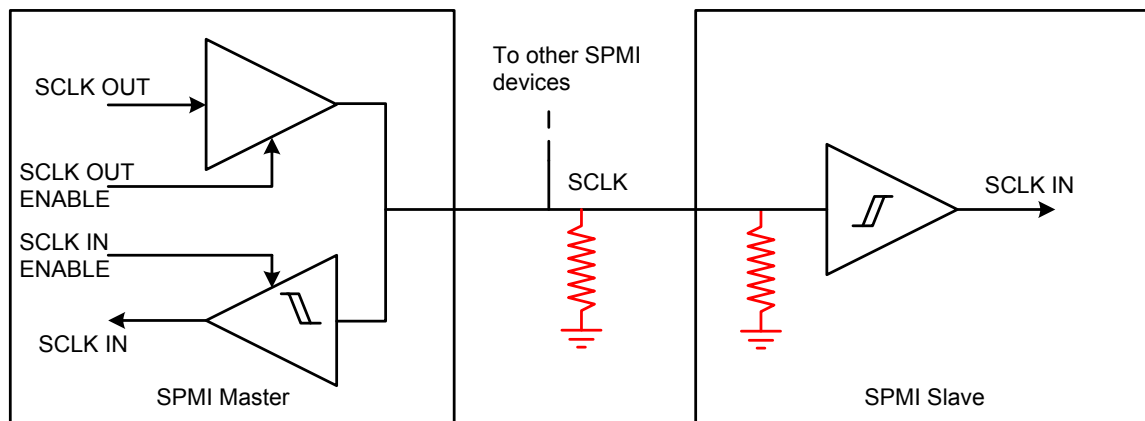 SCLK OUT
SCLK OUT
ENABLE
SCLK IN
ENABLE
SCLK IN
SPMI Master
To other SPMI
devices
SCLK
SCLK IN
SPMI Slave